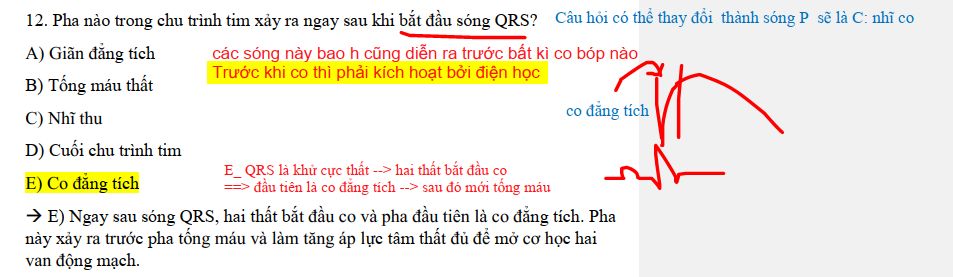 12. Pha nào trong chu trình tim xảy ra ngay sau khi bắt đầu sóng QRS?
Câu hỏi có thể thay đổi thành sóng P sẽ là C: nhĩ co
A) Giãn đẳng tích
các sóng này bao h cũng diễn ra trước bất kì co bóp nào
Trước khi co thì phải kích hoạt bởi điện học
B) Tống máu thất
co đẳng tích
C) Nhĩ thu
D) Cuối chu trình tim
E_ QRS là khử cực thất --> hai thất bắt đầu co
==> đầu tiên là co đẳng tích --> sau đó mới tống máu
E) Co đẳng tích
→ E) Ngay sau sóng QRS, hai thất bắt đầu co và pha đầu tiên là co đẳng tích. Pha
này xảy ra trước pha tống máu và làm tăng áp lực tâm thất đủ để mở cơ học hai
van động mạch.